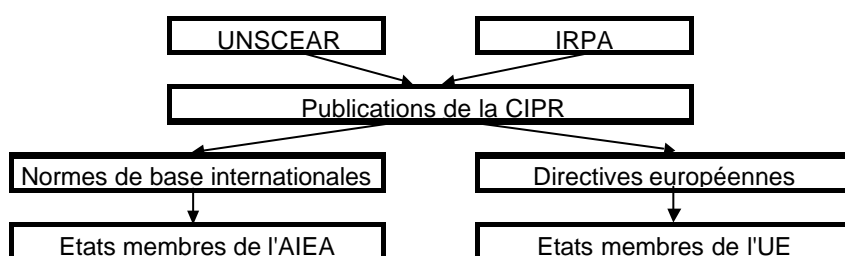 UNSCEAR
IRPA
Publications de la CIPR
Normes de base internationales
Directives européennes
Etats membres de l'AIEA
Etats membres de l'UE